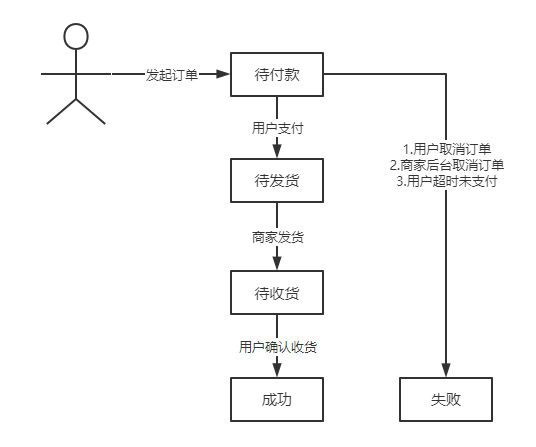 发起订单
待付款
用户支付
1.用户取消订单
2.商家后台取消订单
3.用户超时未支付
待发货
商家发货
待收货
用户确认收货
成功
失败